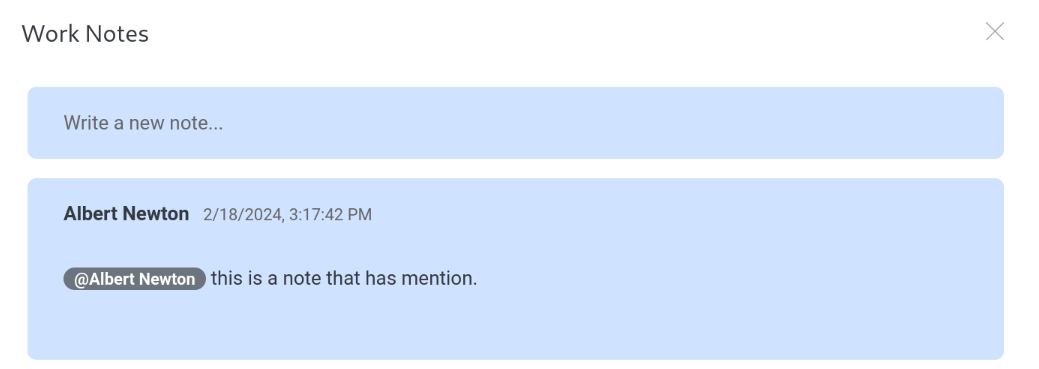 Work Notes
Write a new note...
Albert Newton 2/18/2024, 3:17:42 PM
@Albert Newton this is a note that has mention.